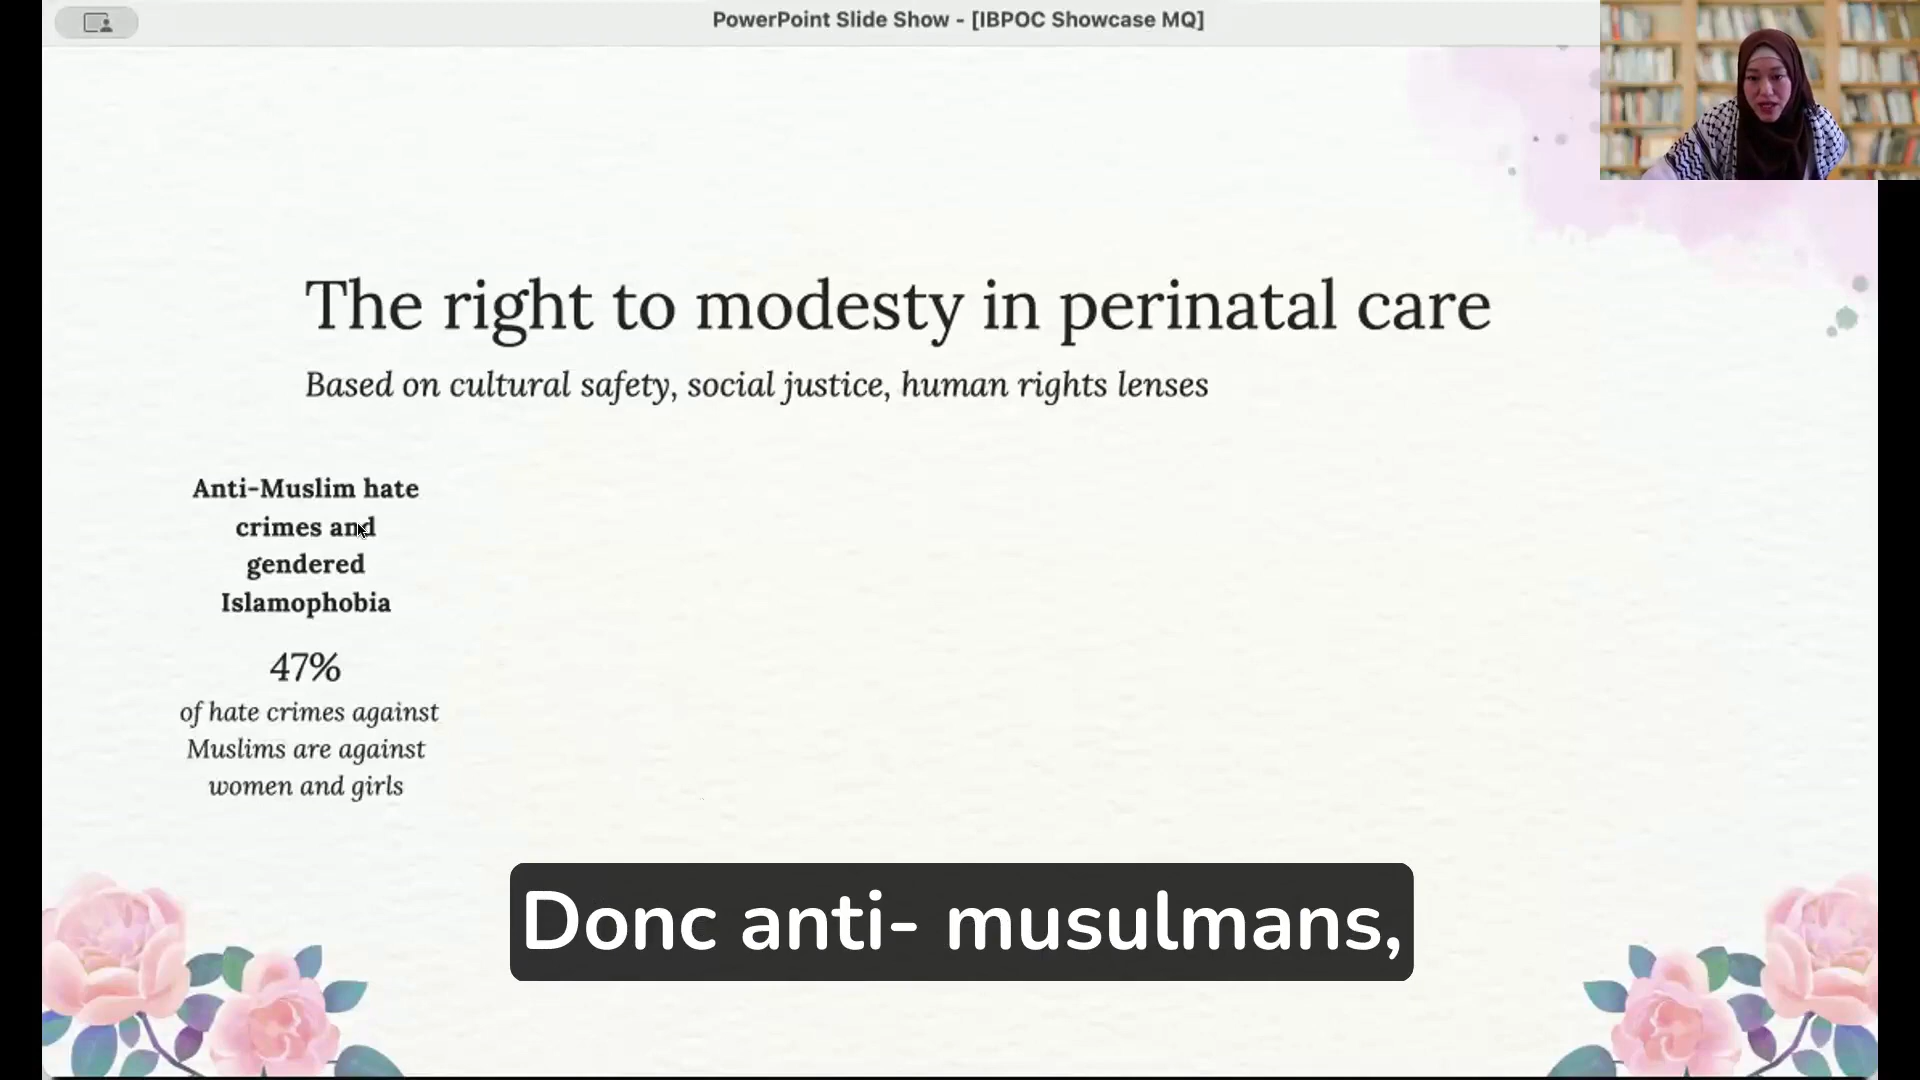 PowerPoint Slide Show - [IBPOC Showcase MQ]
The right to modesty in perinatal care
Based on cultural safety, social justice, human rights lenses
Anti-Muslim hate
crimes and
gendered
Islamophobia
47%
of hate crimes against
Muslims are against
women and girls
Donc anti- musulmans,